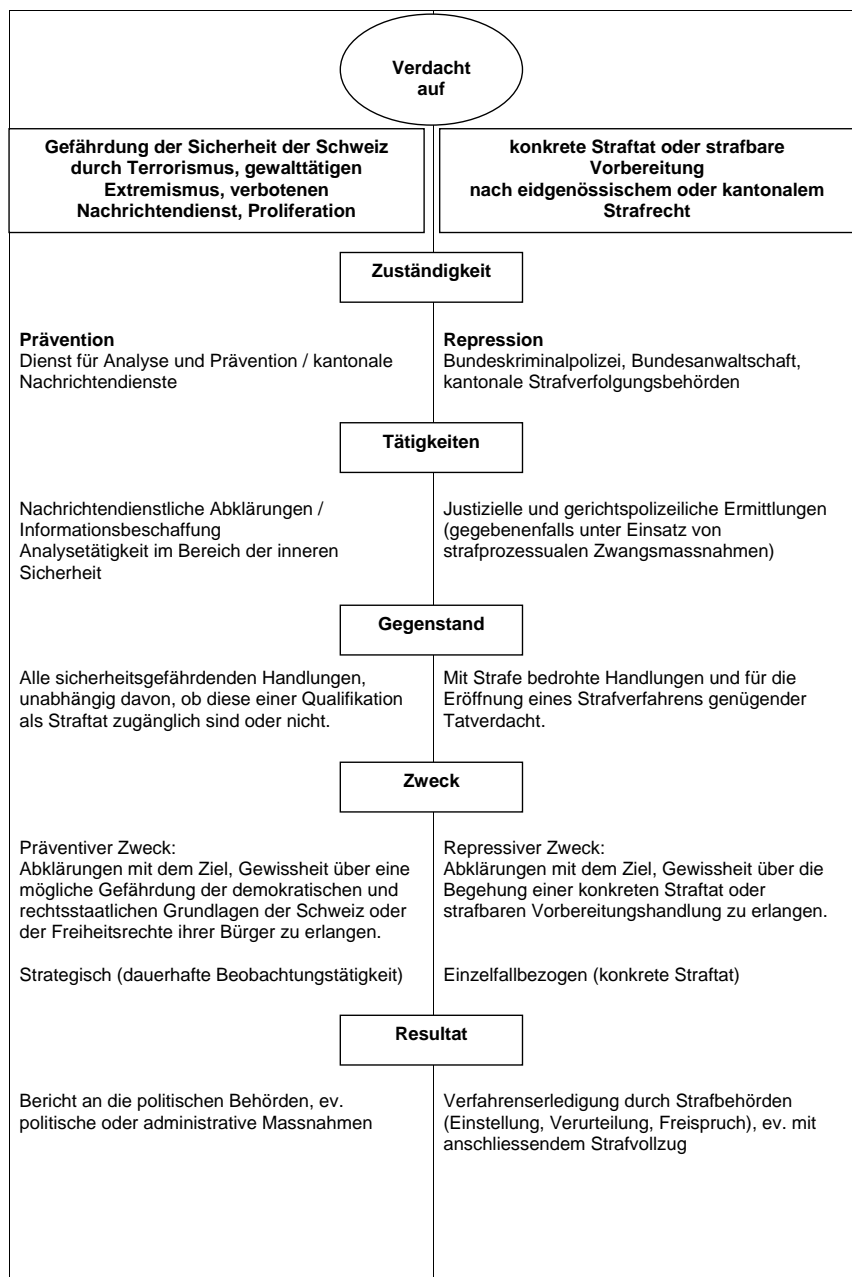 Verdacht
auf
Gefährdung der Sicherheit der Schweiz
durch Terrorismus, gewalttätigen
Extremismus, verbotenen
Nachrichtendienst, Proliferation
konkrete Straftat oder strafbare
Vorbereitung
nach eidgenössischem oder kantonalem
Strafrecht
Zuständigkeit
Prävention
Dienst für Analyse und Prävention / kantonale
Nachrichtendienste
Repression
Bundeskriminalpolizei, Bundesanwaltschaft,
kantonale Strafverfolgungsbehörden
Tätigkeiten
Nachrichtendienstliche Abklärungen /
Informationsbeschaffung
Analysetätigkeit im Bereich der inneren
Sicherheit
Justizielle und gerichtspolizeiliche Ermittlungen
(gegebenenfalls unter Einsatz von
strafprozessualen Zwangsmassnahmen)
Gegenstand
Alle sicherheitsgefährdenden Handlungen,
unabhängig davon, ob diese einer Qualifikation
als Straftat zugänglich sind oder nicht.
Mit Strafe bedrohte Handlungen und für die
Eröffnung eines Strafverfahrens genügender
Tatverdacht.
Zweck
Präventiver Zweck:
Abklärungen mit dem Ziel, Gewissheit über eine
mögliche Gefährdung der demokratischen und
rechtsstaatlichen Grundlagen der Schweiz oder
der Freiheitsrechte ihrer Bürger zu erlangen.
Strategisch (dauerhafte Beobachtungstätigkeit)
Repressiver Zweck:
Abklärungen mit dem Ziel, Gewissheit über die
Begehung einer konkreten Straftat oder
strafbaren Vorbereitungshandlung zu erlangen.
Einzelfallbezogen (konkrete Straftat)
Resultat
Bericht an die politischen Behörden, ev.
politische oder administrative Massnahmen
Verfahrenserledigung durch Strafbehörden
(Einstellung, Verurteilung, Freispruch), ev. mit
anschliessendem Strafvollzug